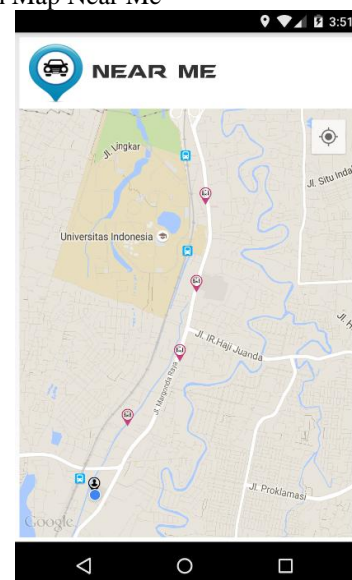 Map Near Me
3:51
NEAR ME
Jl. Lingkar
Jl. Situ Inda
Universitas Indonesia
Jl. IR.Haji Juanda
Jl. Margonda Raya
Jl. Proklamasi
Google